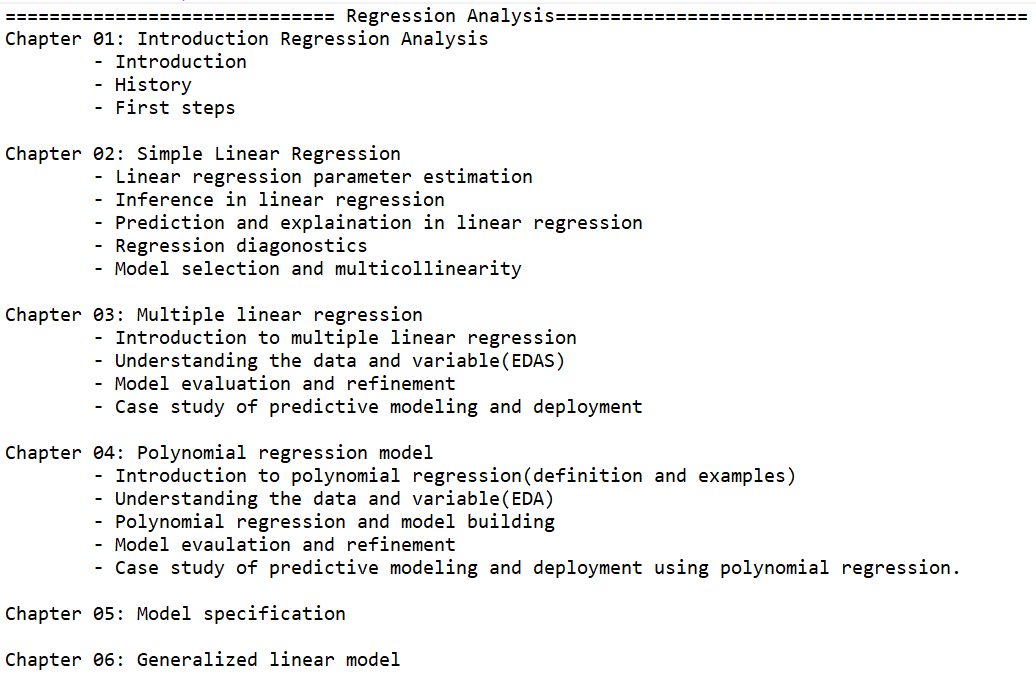 ============================== Regression Analysis===========================================
Chapter 01: Introduction Regression Analysis
- Introduction
- History
- First steps
Chapter 02: Simple Linear Regression
- Linear regression parameter estimation
- Inference in linear regression
- Prediction and explaination in linear regression
- Regression diagonostics
- Model selection and multicollinearity
Chapter 03: Multiple linear regression
- Introduction to multiple linear regression
- Understanding the data and variable(EDAS)
- Model evaluation and refinement
- Case study of predictive modeling and deployment
Chapter 04: Polynomial regression model
- Introduction to polynomial regression(definition and examples)
- Understanding the data and variable(EDA)
- Polynomial regression and model building
- Model evaulation and refinement
- Case study of predictive modeling and deployment using polynomial regression.
Chapter 05: Model specification
Chapter 06: Generalized linear model